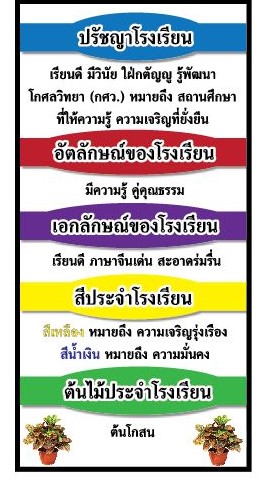 ปรัชญาโรงเรียน
เรียนดี มีวินัย ใฝ่กตัญญู รู้พัฒนา
โกศลวิทยา (กศว.) หมายถึง สถานศึกษา
ที่ให้ความรู้ ความเจริญที่ยั่งยืน
อัตลักษณ์ของโรงเรียน
มีความรู้ คู่คุณธรรม
เอกลักษณ์ของโรงเรียน
เรียนดี ภาษาจีนเด่น สะอาดร่มรื่น
สีประจำโรงเรียน
สีเหลือง หมายถึง ความเจริญรุ่งเรือง
สีน้ำเงิน หมายถึง ความมั่นคง
ต้นไม้ประจำโรงเรียน
ต้นโกสน